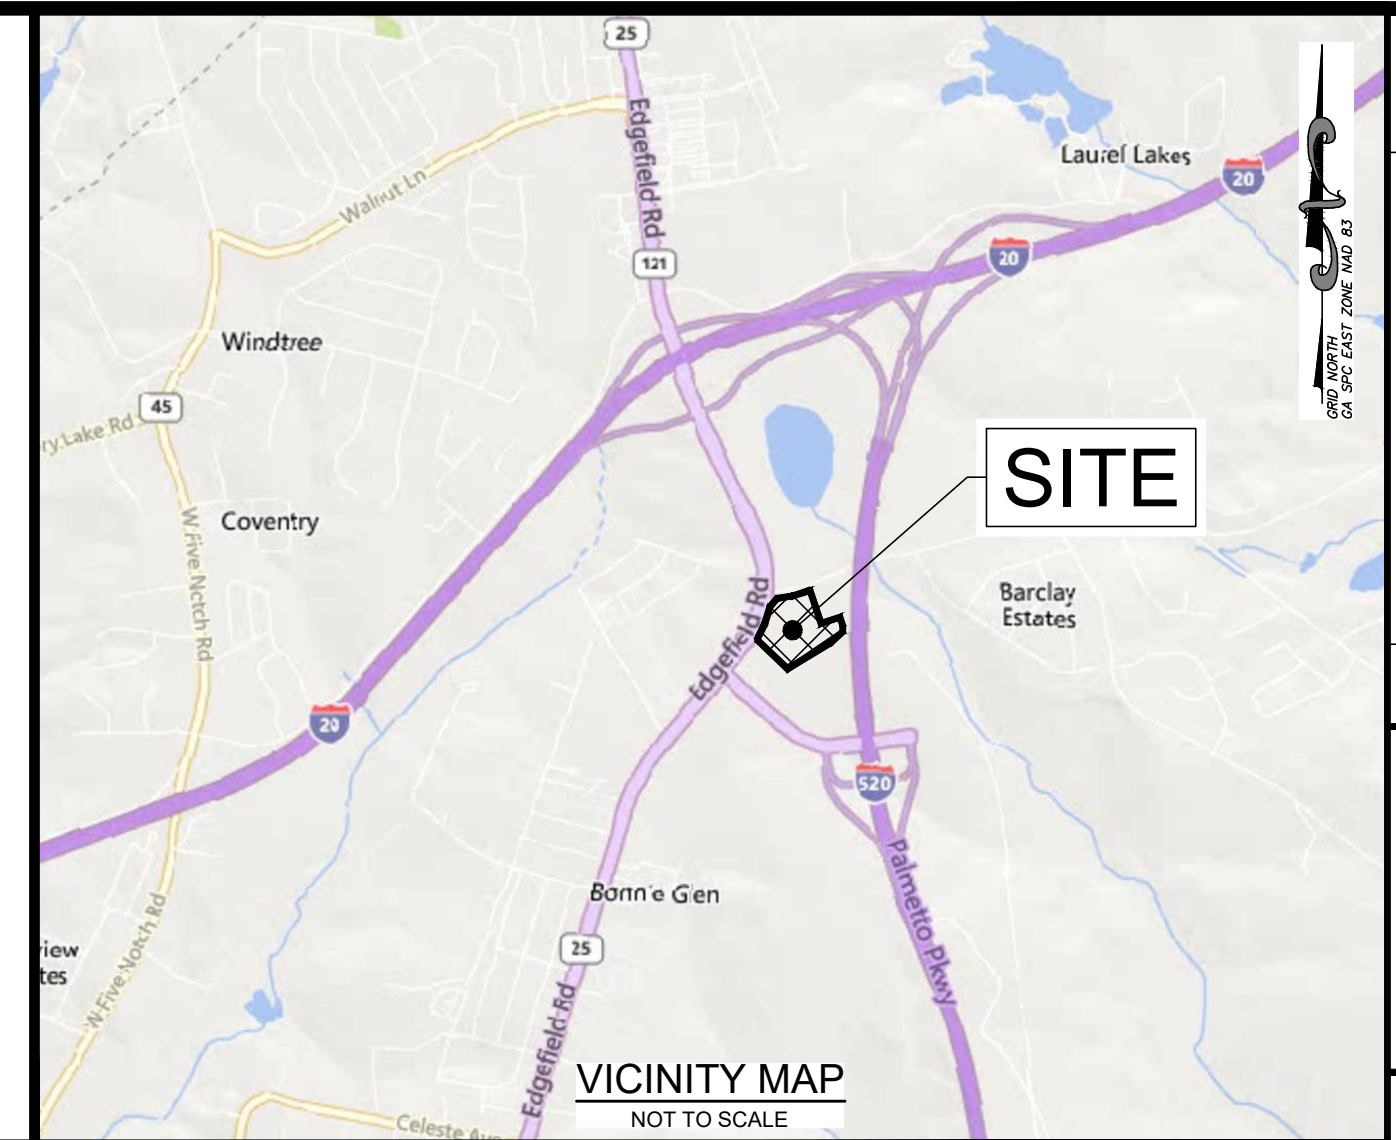 25
Edgefield Rd
Laurel Lakes
20
Walnut Ln
121
20
GRID NORTH
GA SPC EAST ZONE NAD 83
Windtree
45
ry Lake Rd
SITE
Coventry
W Five Notch Rd
Edgefield Rd
Barclay
Estates
20
520
Palmetto Pkwy
Bonnie Glen
25
view
tes
W Five Notch Rd
Edgefield Rd
VICINITY MAP
NOT TO SCALE
Celeste Ave